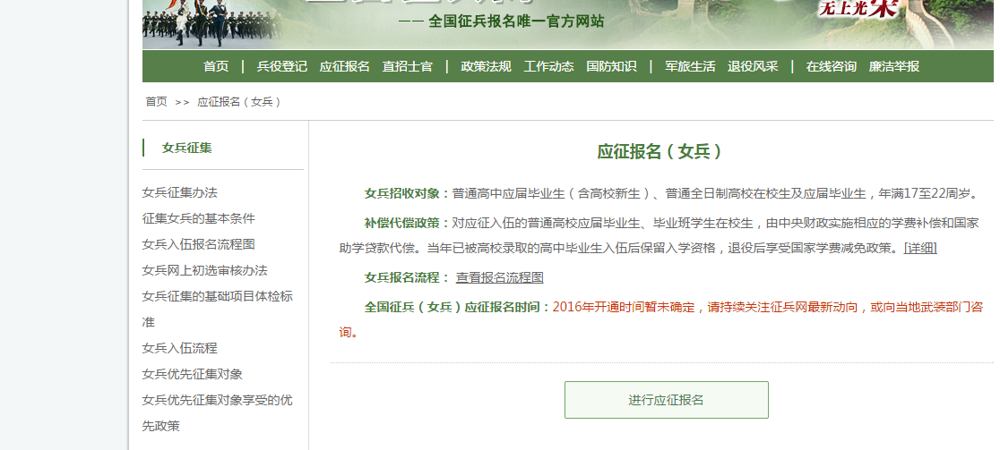 无上光荣
—— 全国征兵报名唯一官方网站
首页 | 兵役登记 应征报名 直招士官 | 政策法规 工作动态 国防知识 | 军旅生活 退役风采 | 在线咨询 廉洁举报
首页 >> 应征报名（女兵）
女兵征集
女兵征集办法
征集女兵的基本条件
女兵入伍报名流程图
女兵网上初选审核办法
女兵征集的基础项目体检标
准
女兵入伍流程
女兵优先征集对象
女兵优先征集对象享受的优
先政策
应征报名（女兵）
女兵招收对象：普通高中应届毕业生（含高校新生）、普通全日制高校在校生及应届毕业生，年满17至22周岁。
补偿代偿政策：对应征入伍的普通高校应届毕业生、毕业班学生在校生，由中央财政实施相应的学费补偿和国家
助学贷款代偿。当年已被高校录取的高中毕业生入伍后保留入学资格，退役后享受国家学费减免政策。[详细]
女兵报名流程： 查看报名流程图
全国征兵（女兵）应征报名时间：2016年开通时间暂未确定，请持续关注征兵网最新动向，或向当地武装部门咨
询。
进行应征报名